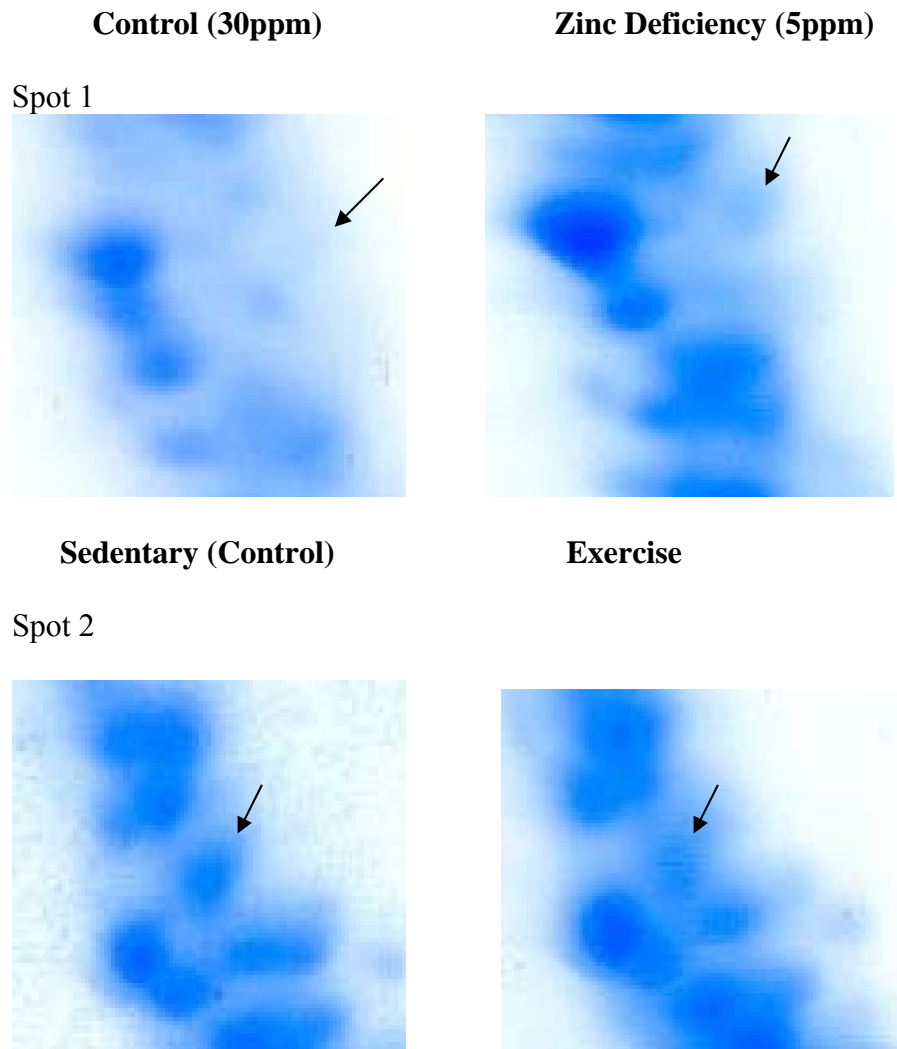 Control (30ppm) Zinc Deficiency (5ppm)
Spot 1
Sedentary (Control) Exercise
Spot 2